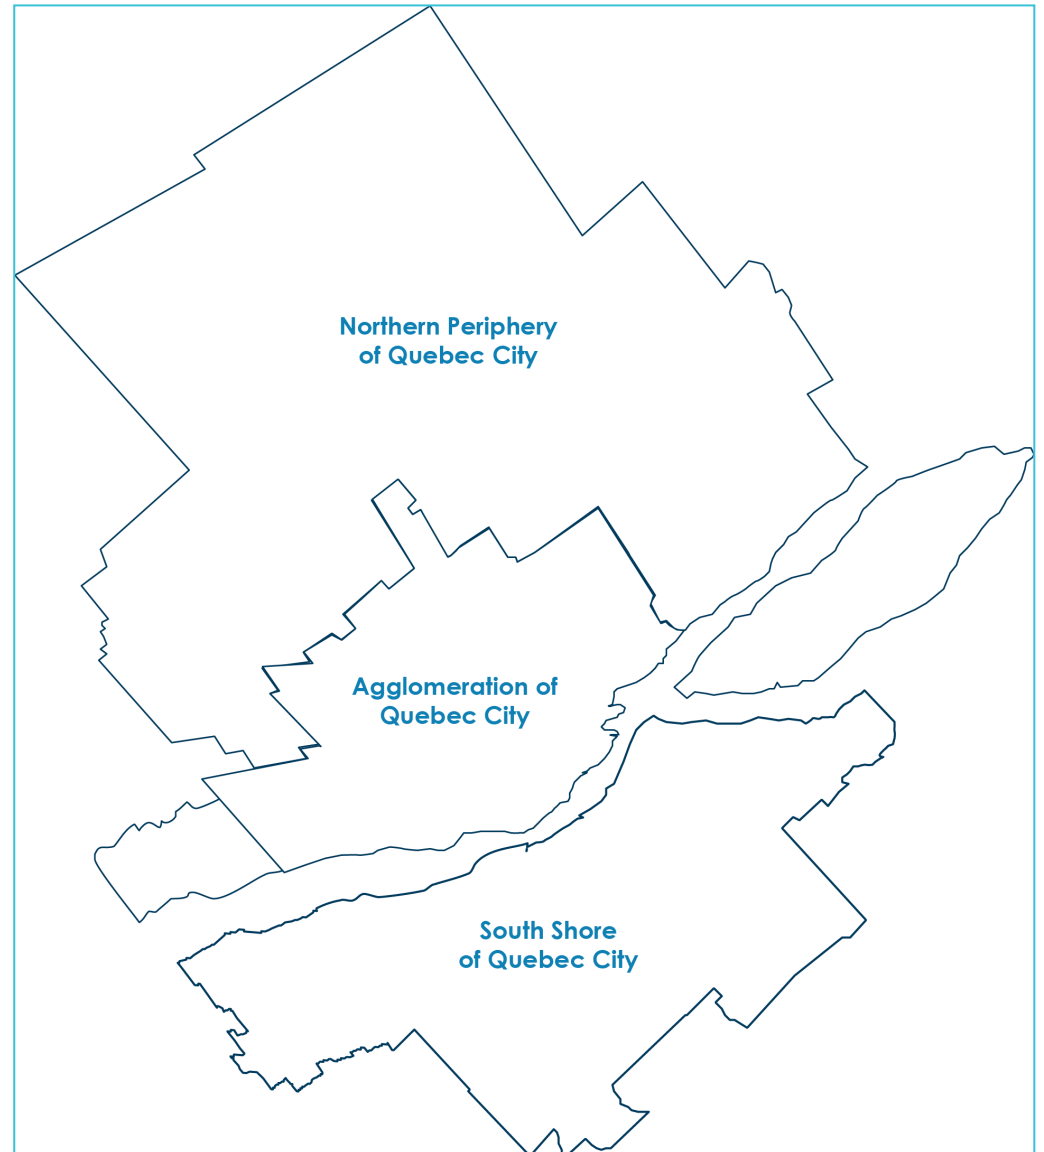 Northern Periphery
of Quebec City
Agglomeration of
Quebec City
South Shore
of Quebec City